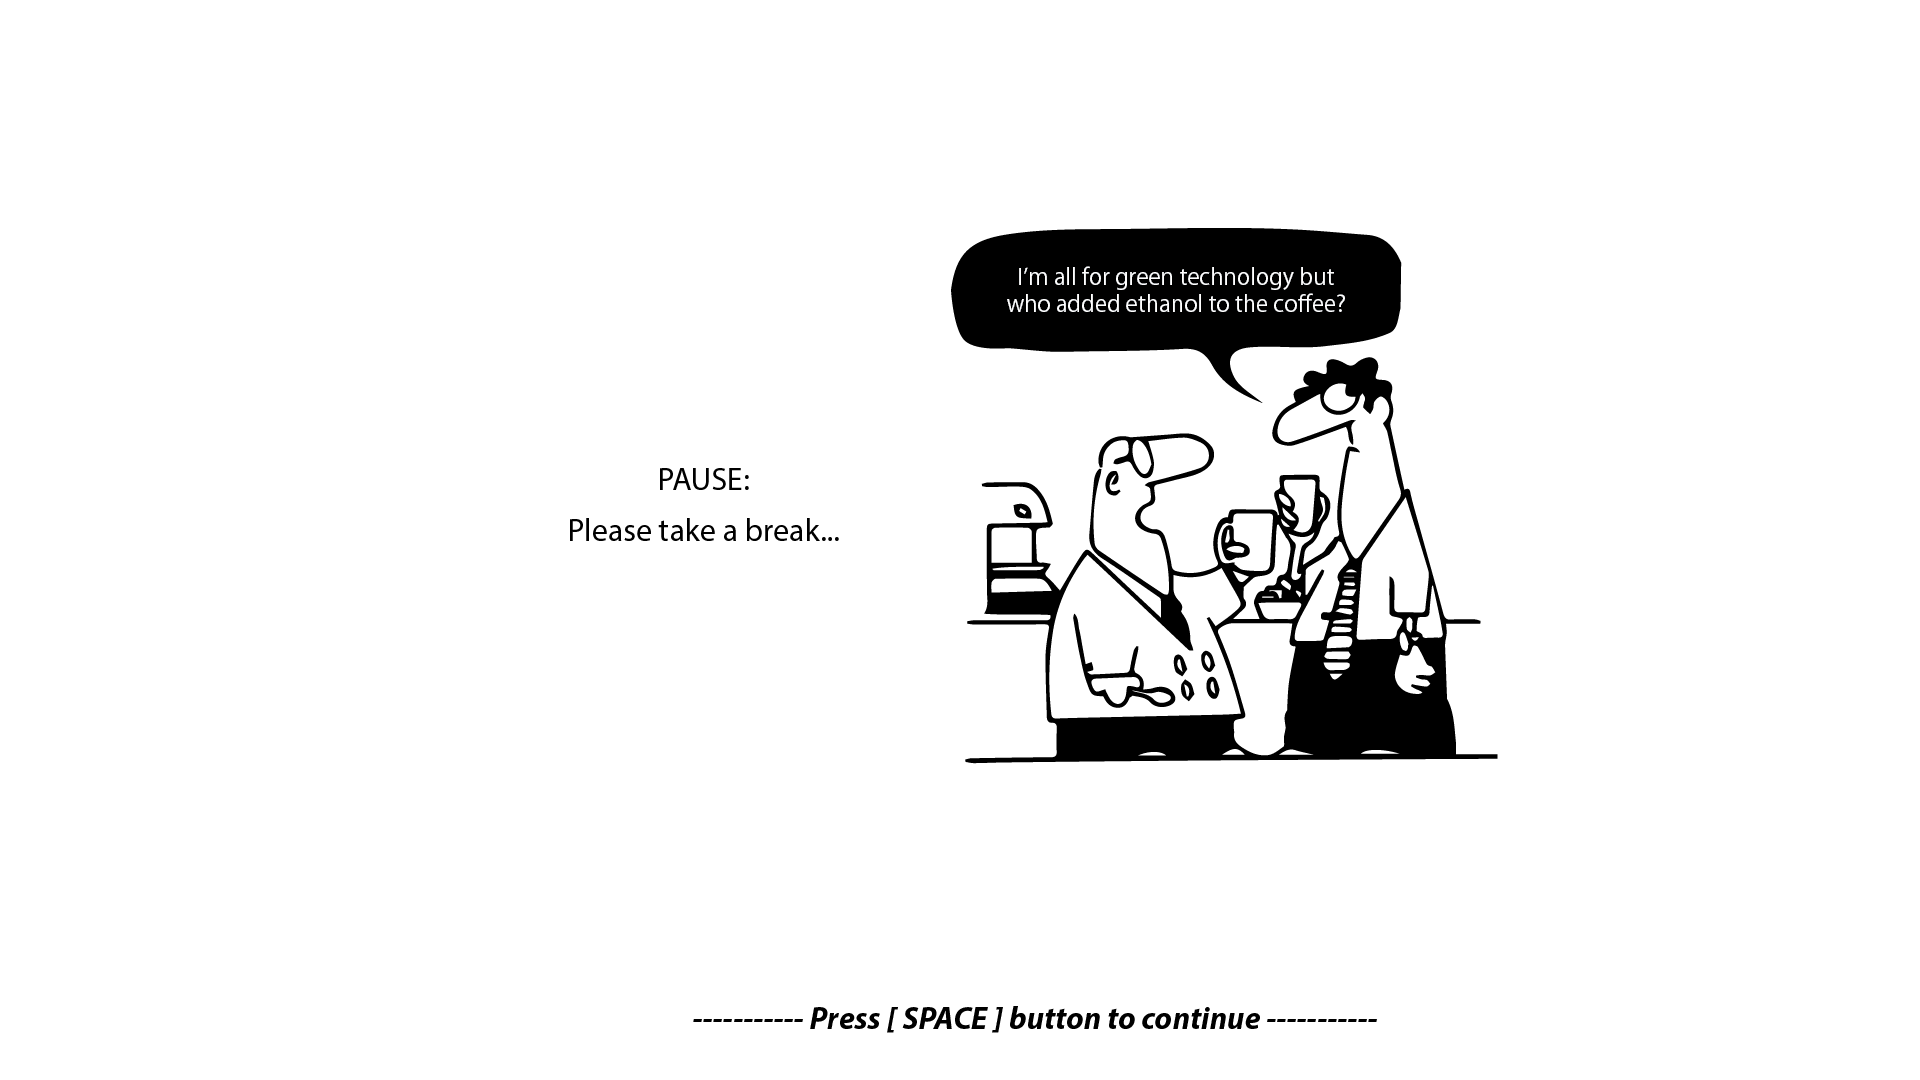 I’m all for green technology but
who added ethanol to the coffee?
PAUSE:
Please take a break...
----------- Press [ SPACE ] button to continue -----------